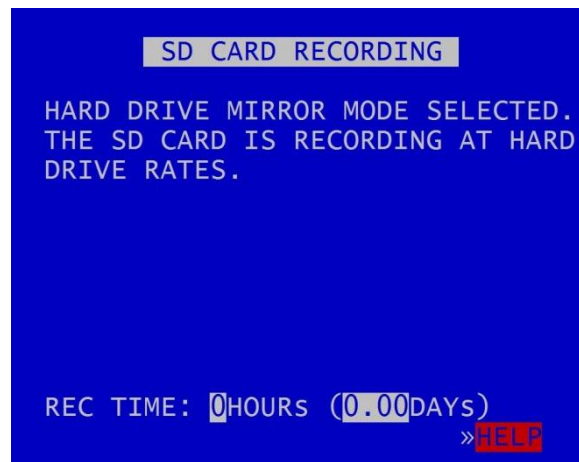 SD CARD RECORDING
HARD DRIVE MIRROR MODE SELECTED.
THE SD CARD IS RECORDING AT HARD
DRIVE RATES.
REC TIME: 0HOURs (0.00DAYs)
»HELP